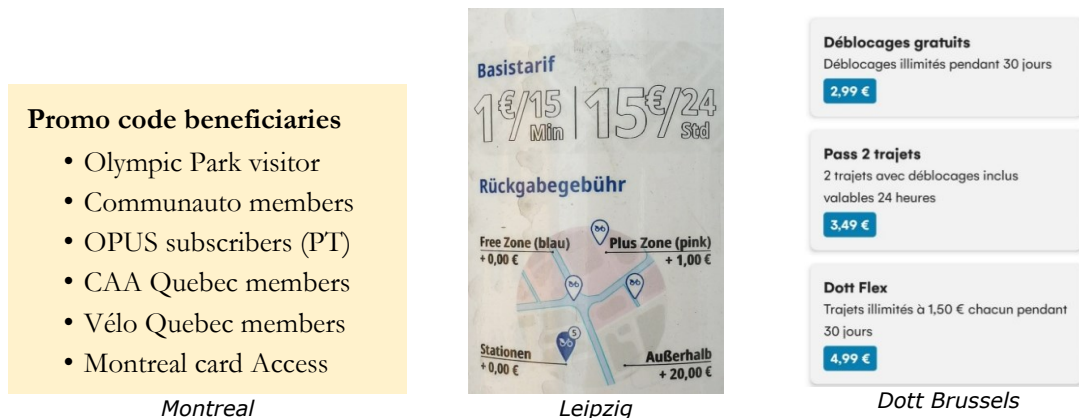 Promo code beneficiaries
• Olympic Park visitor
• Communauto members
• OPUS subscribers (PT)
• CAA Quebec members
• Vélo Quebec members
• Montreal card Access
Montreal
Basistarif
1€/15 Min | 15€/24 Std
Rückgabegebühr
Free Zone (blau)
+ 0,00 €
Plus Zone (pink)
+ 1,00 €
5
Stationen
+ 0,00 €
Außerhalb
+ 20,00 €
Leipzig
Déblocages gratuits
Déblocages illimités pendant 30 jours
2,99 €
Pass 2 trajets
2 trajets avec déblocages inclus
valables 24 heures
3,49 €
Dott Flex
Trajets illimités à 1,50 € chacun pendant
30 jours
4,99 €
Dott Brussels